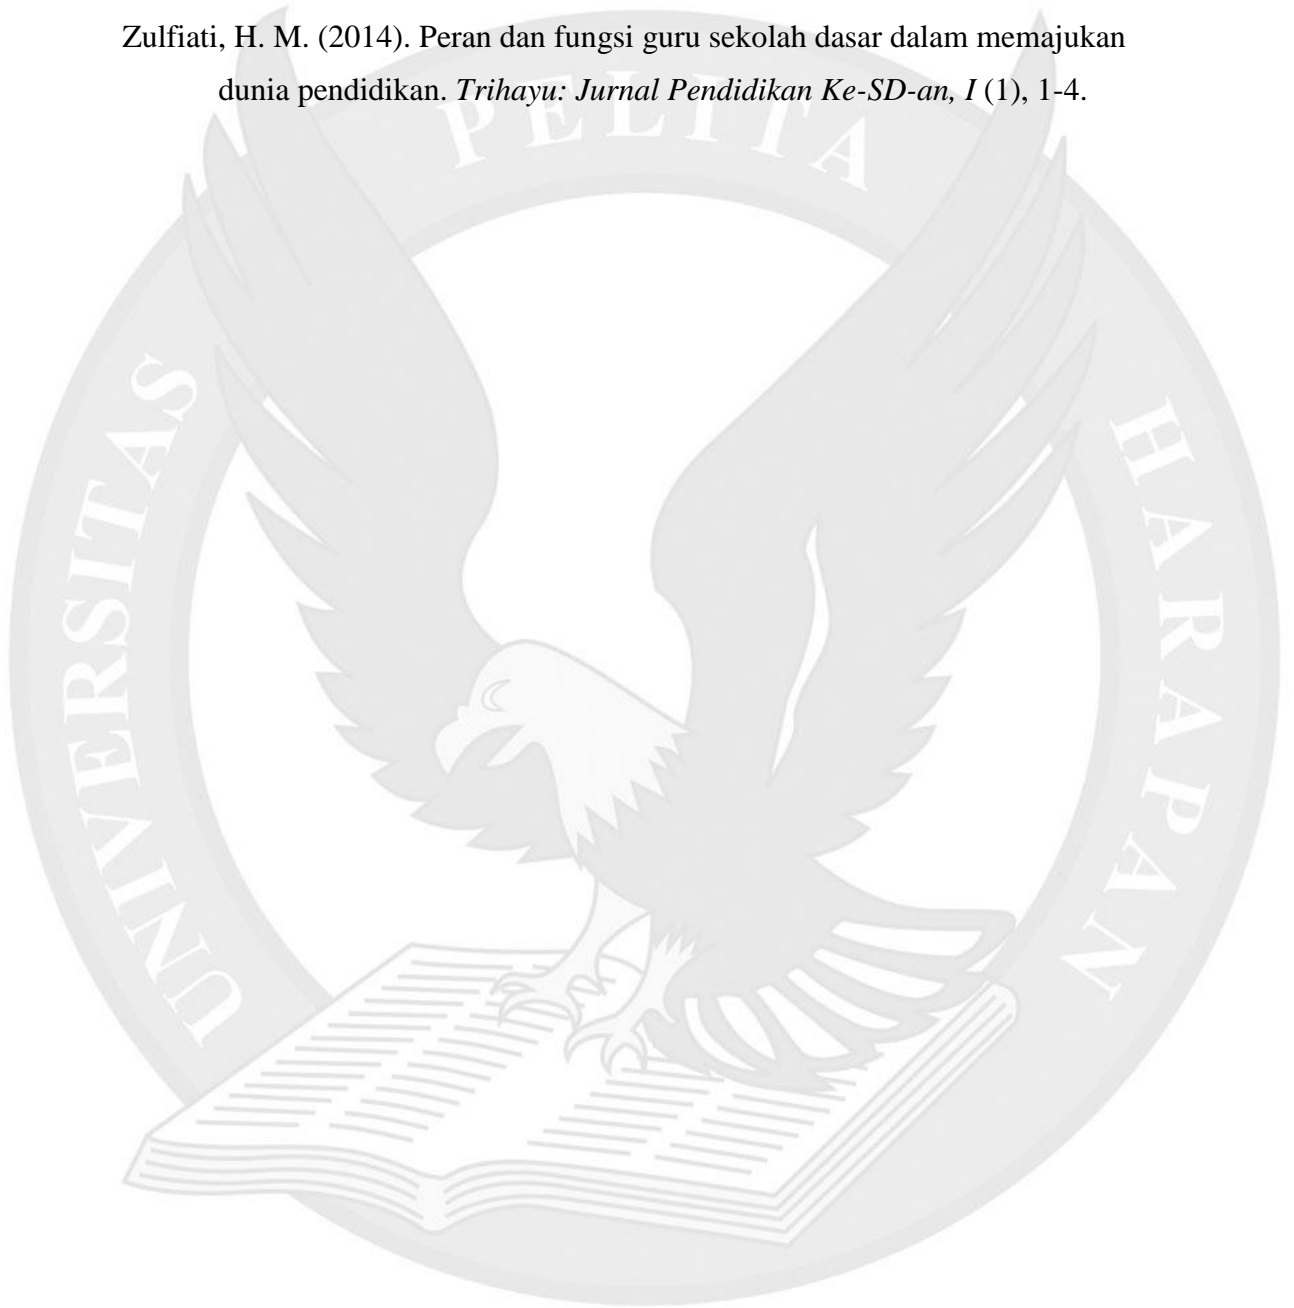 Zulfiati, H. M. (2014). Peran dan fungsi guru sekolah dasar dalam memajukan
dunia pendidikan. Trihayu: Jurnal Pendidikan Ke-SD-an, I (1), 1-4.
UNIVERSITAS
PELITA
HARAPAN